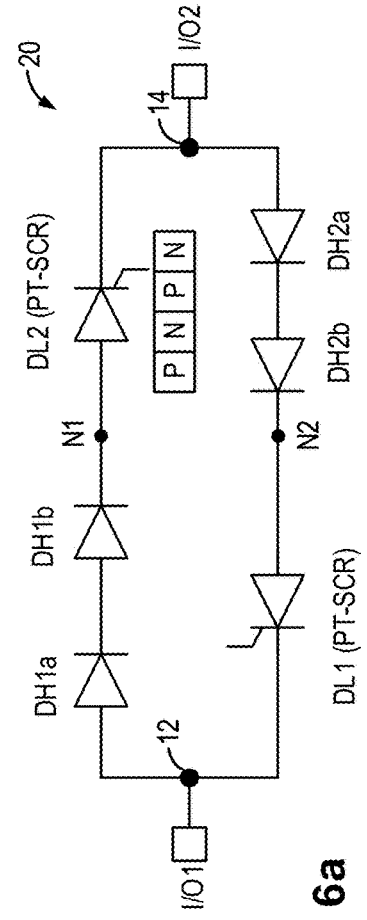 20
I/O1
12
DH1a
DH1b
N1
DL2 (PT-SCR)
P N P N
14
I/O2
DL1 (PT-SCR)
N2
DH2b
DH2a
6a